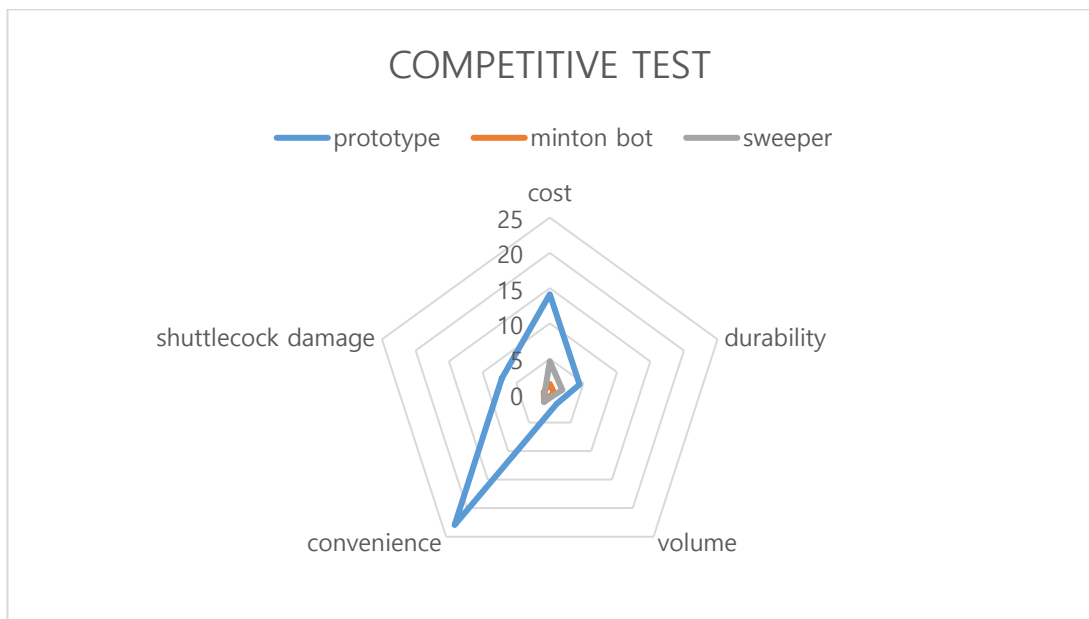 COMPETITIVE TEST
prototype minton bot sweeper
cost
25
20
15
10
5
0
shuttlecock damage
durability
convenience
volume